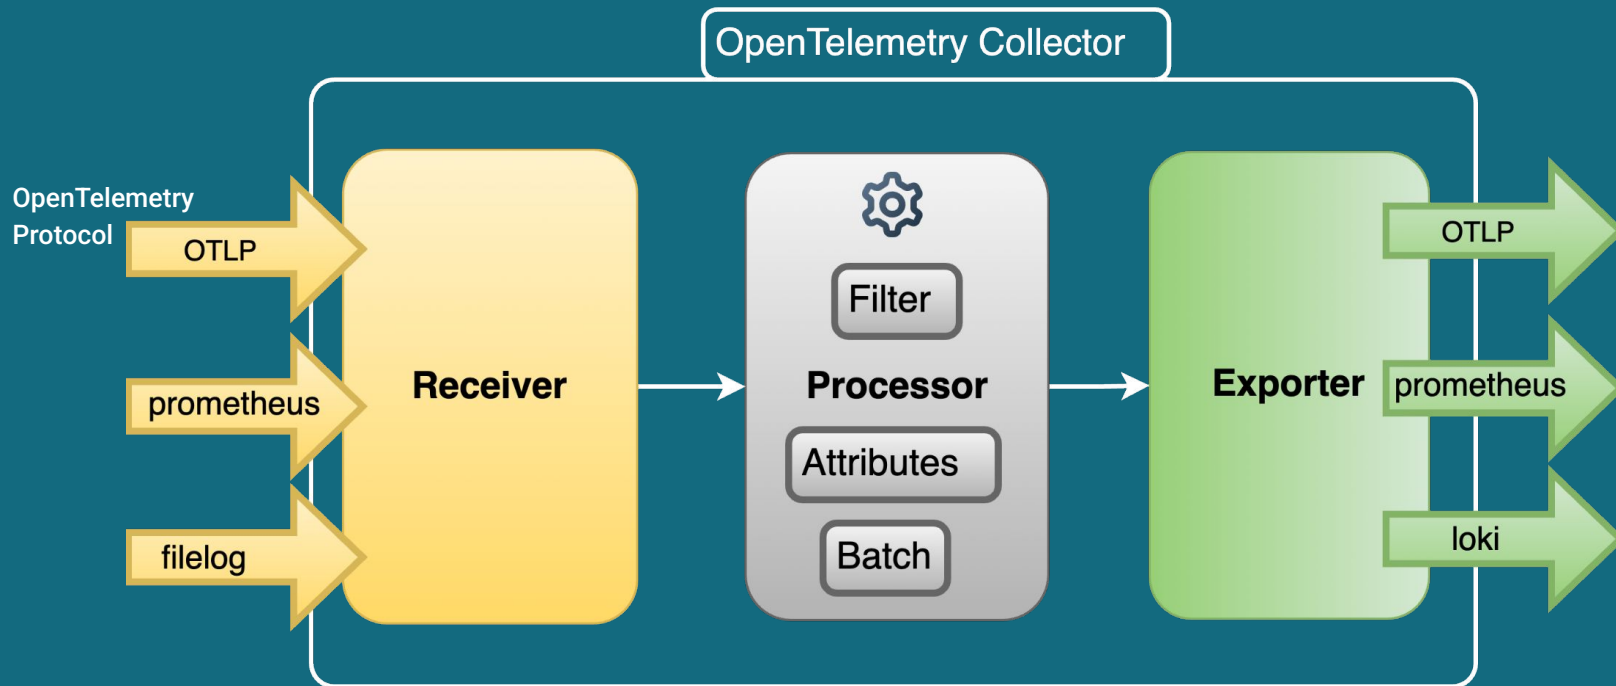 OpenTelemetry Collector
OpenTelemetry
Protocol
OTLP
prometheus
filelog
Receiver
Filter
Processor
Attributes
Batch
Exporter
OTLP
prometheus
loki